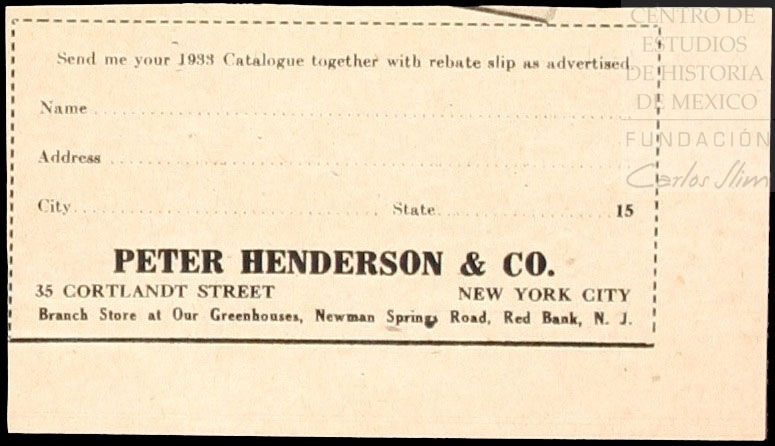 Send me your 1933 Catalogue together with rebate slip as advertised.
Name
Address
City State 15
PETER HENDERSON & CO.
35 CORTLANDT STREET NEW YORK CITY
Branch Store at Our Greenhouses, Newman Springs Road, Red Bank, N. J.
CENTRO DE
ESTUDIOS
DE HISTORIA
DE MEXICO
FUNDACIÓN
Carlos Slim